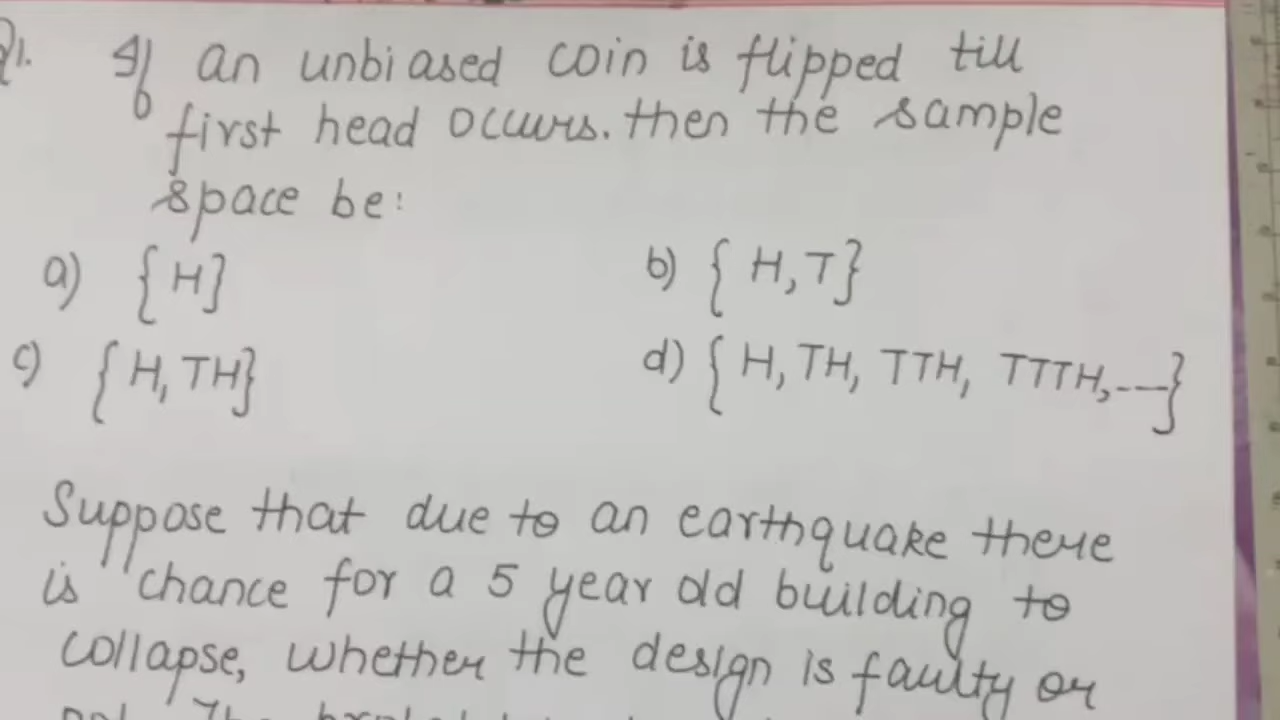 Q1. If an unbiased coin is flipped till
first head occurs. then the sample
space be:
a) {H} b) {H,T}
c) {H, TH} d) {H, TH, TTH, TTTH,---}
Suppose that due to an earthquake there
is chance for a 5 year old building to
collapse, whether the design is faulty or